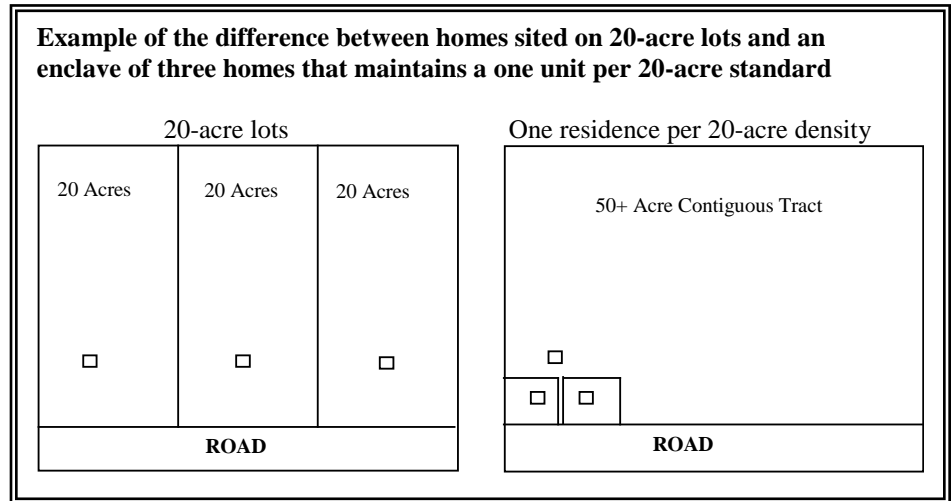 Example of the difference between homes sited on 20-acre lots and an
enclave of three homes that maintains a one unit per 20-acre standard
20-acre lots
20 Acres
20 Acres
20 Acres
ROAD
One residence per 20-acre density
50+ Acre Contiguous Tract
ROAD